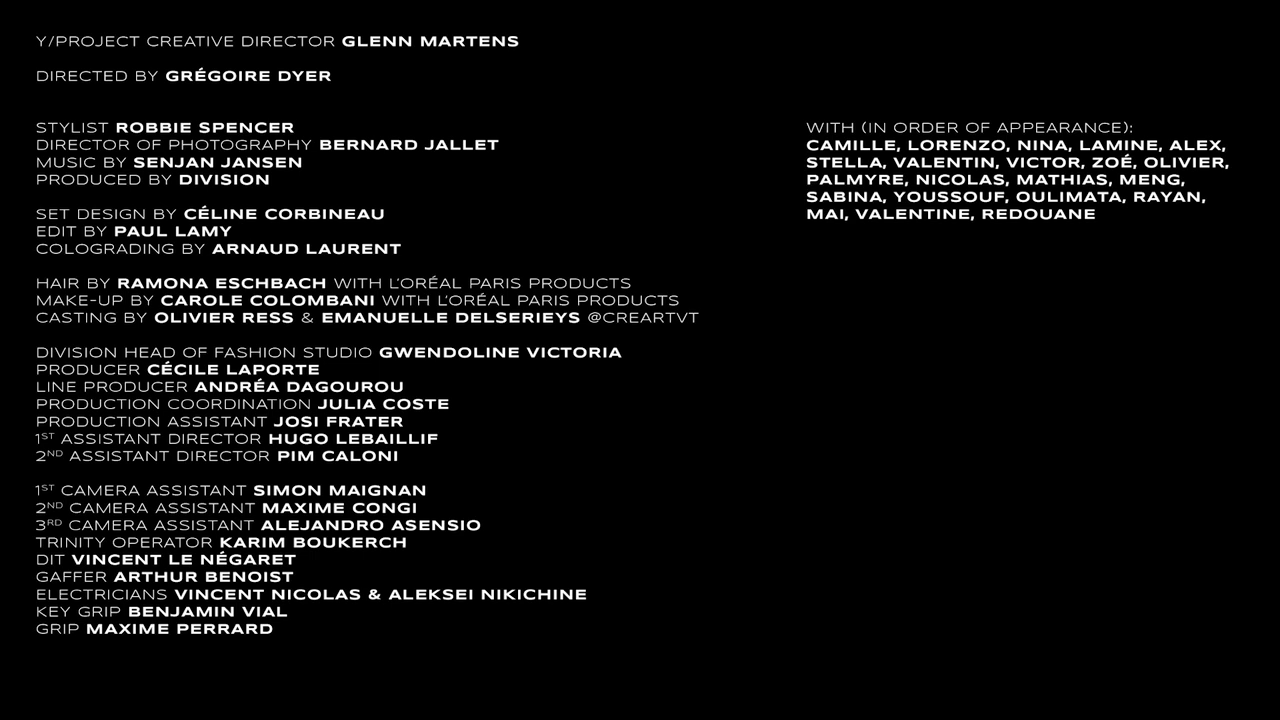 Y/PROJECT CREATIVE DIRECTOR GLENN MARTENS
DIRECTED BY GRÉGOIRE DYER
STYLIST ROBBIE SPENCER
DIRECTOR OF PHOTOGRAPHY BERNARD JALLET
MUSIC BY SENJAN JANSEN
PRODUCED BY DIVISION
SET DESIGN BY CÉLINE CORBINEAU
EDIT BY PAUL LAMY
COLOGRADING BY ARNAUD LAURENT
HAIR BY RAMONA ESCHBACH WITH L'ORÉAL PARIS PRODUCTS
MAKE-UP BY CAROLE COLOMBANI WITH L'ORÉAL PARIS PRODUCTS
CASTING BY OLIVIER RESS & EMANUELLE DELSERIEYS @CREARTVT
DIVISION HEAD OF FASHION STUDIO GWENDOLINE VICTORIA
PRODUCER CÉCILE LAPORTE
LINE PRODUCER ANDRÉA DAGOUROU
PRODUCTION COORDINATION JULIA COSTE
PRODUCTION ASSISTANT JOSI FRATER
1ST ASSISTANT DIRECTOR HUGO LEBAILLIF
2ND ASSISTANT DIRECTOR PIM CALONI
1ST CAMERA ASSISTANT SIMON MAIGNAN
2ND CAMERA ASSISTANT MAXIME CONGI
3RD CAMERA ASSISTANT ALEJANDRO ASENSIO
TRINITY OPERATOR KARIM BOUKERCH
DIT VINCENT LE NÉGARET
GAFFER ARTHUR BENOIST
ELECTRICIANS VINCENT NICOLAS & ALEKSEI NIKICHINE
KEY GRIP BENJAMIN VIAL
GRIP MAXIME PERRARD
WITH (IN ORDER OF APPEARANCE):
CAMILLE, LORENZO, NINA, LAMINE, ALEX,
STELLA, VALENTIN, VICTOR, ZOÉ, OLIVIER,
PALMYRE, NICOLAS, MATHIAS, MENG,
SABINA, YOUSSOUF, OULIMATA, RAYAN,
MAI, VALENTINE, REDOUANE